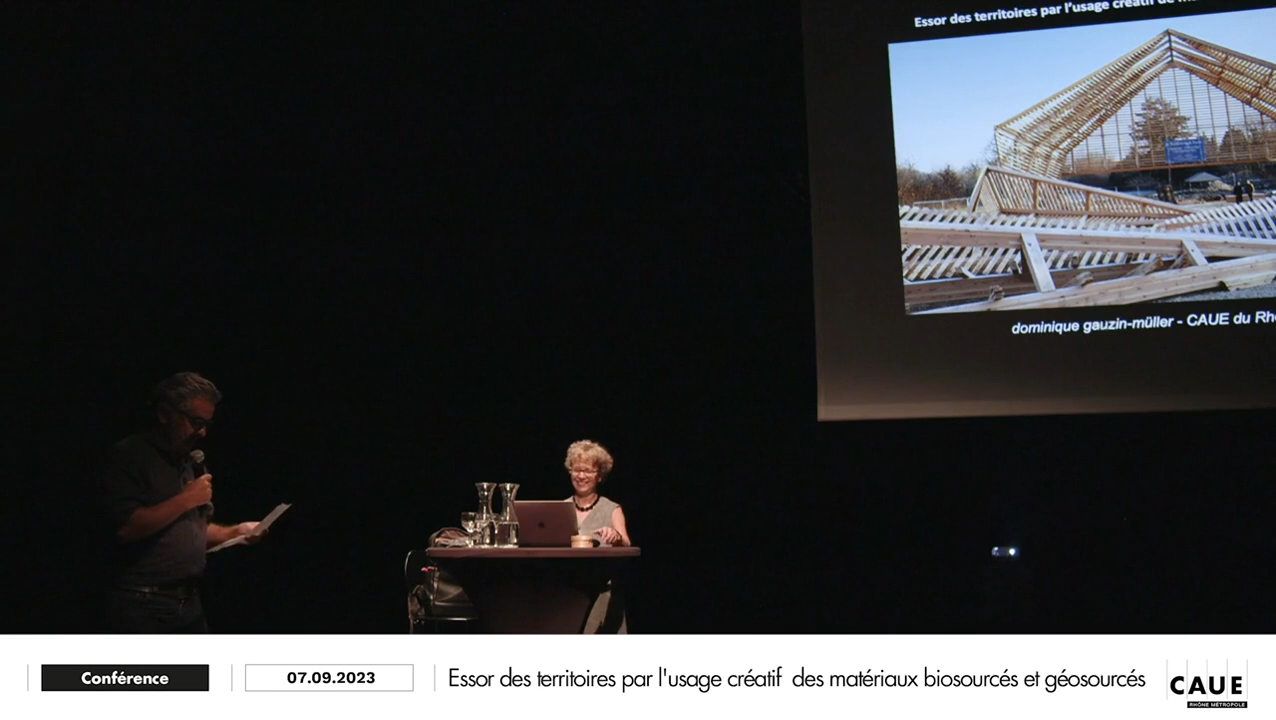 Essor des territoires par l'usage créatif de
dominique gauzin-müller - CAUE du Rh
Conférence
07.09.2023
Essor des territoires par l'usage créatif des matériaux biosourcés et géosourcés
CAUE
RHÔNE MÉTROPOLE